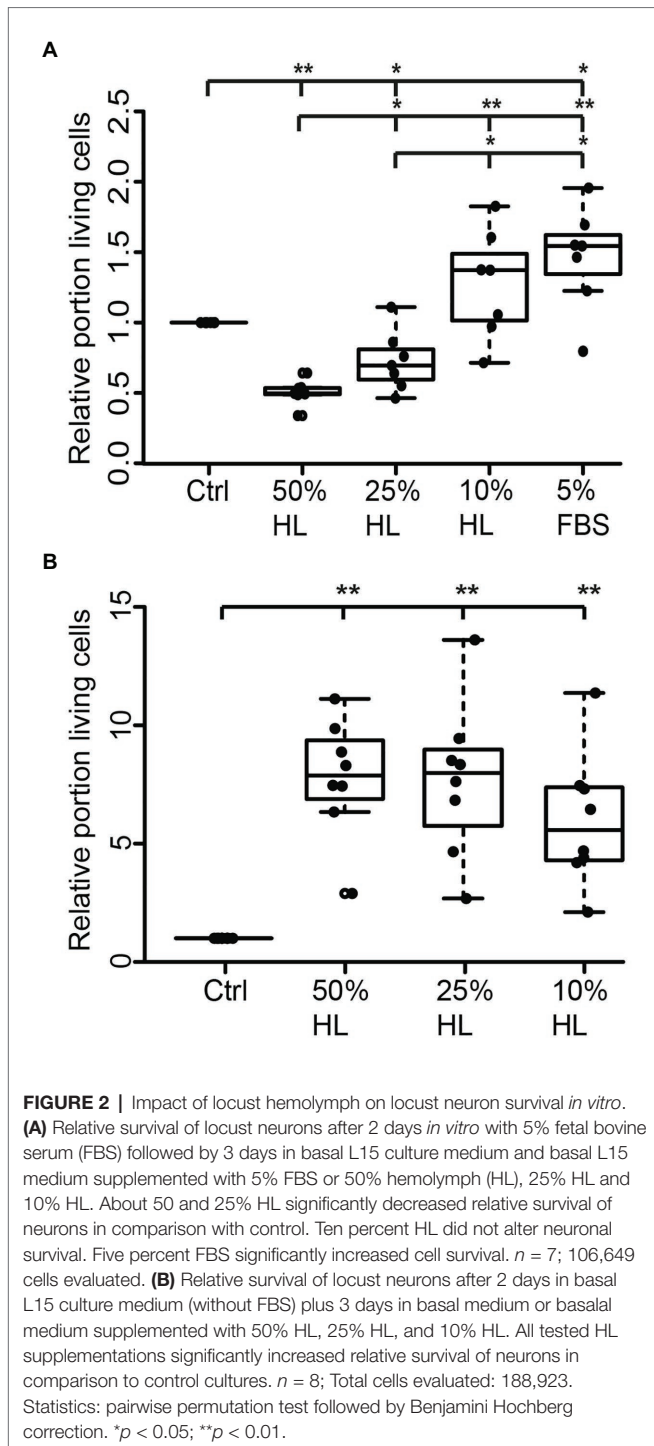 A
** * *
* ** **
* *
Relative portion living cells
2.5
2.0
1.5
1.0
0.5
0.0
Ctrl 50% 25% 10% 5%
HL HL HL FBS
B
** ** **
Relative portion living cells
15
10
5
0
Ctrl 50% 25% 10%
HL HL HL
FIGURE 2 | Impact of locust hemolymph on locust neuron survival in vitro.
(A) Relative survival of locust neurons after 2 days in vitro with 5% fetal bovine
serum (FBS) followed by 3 days in basal L15 culture medium and basal L15
medium supplemented with 5% FBS or 50% hemolymph (HL), 25% HL and
10% HL. About 50 and 25% HL significantly decreased relative survival of
neurons in comparison with control. Ten percent HL did not alter neuronal
survival. Five percent FBS significantly increased cell survival. n = 7; 106,649
cells evaluated. (B) Relative survival of locust neurons after 2 days in basal
L15 culture medium (without FBS) plus 3 days in basal medium or basalal
medium supplemented with 50% HL, 25% HL, and 10% HL. All tested HL
supplementations significantly increased relative survival of neurons in
comparison to control cultures. n = 8; Total cells evaluated: 188,923.
Statistics: pairwise permutation test followed by Benjamini Hochberg
correction. *p < 0.05; **p < 0.01.